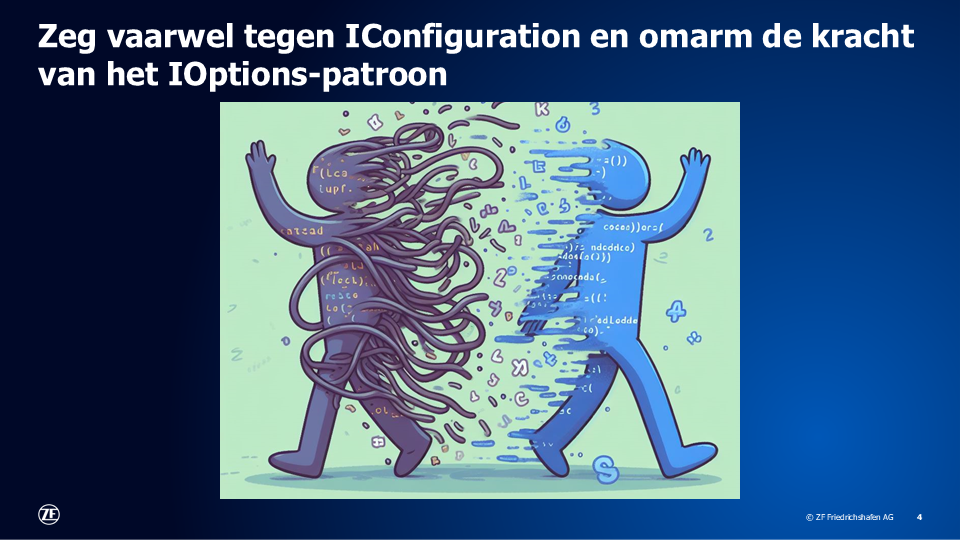 Zeg vaarwel tegen IConfiguration en omarm de kracht
van het IOptions-patroon
ZF
© ZF Friedrichshafen AG 4